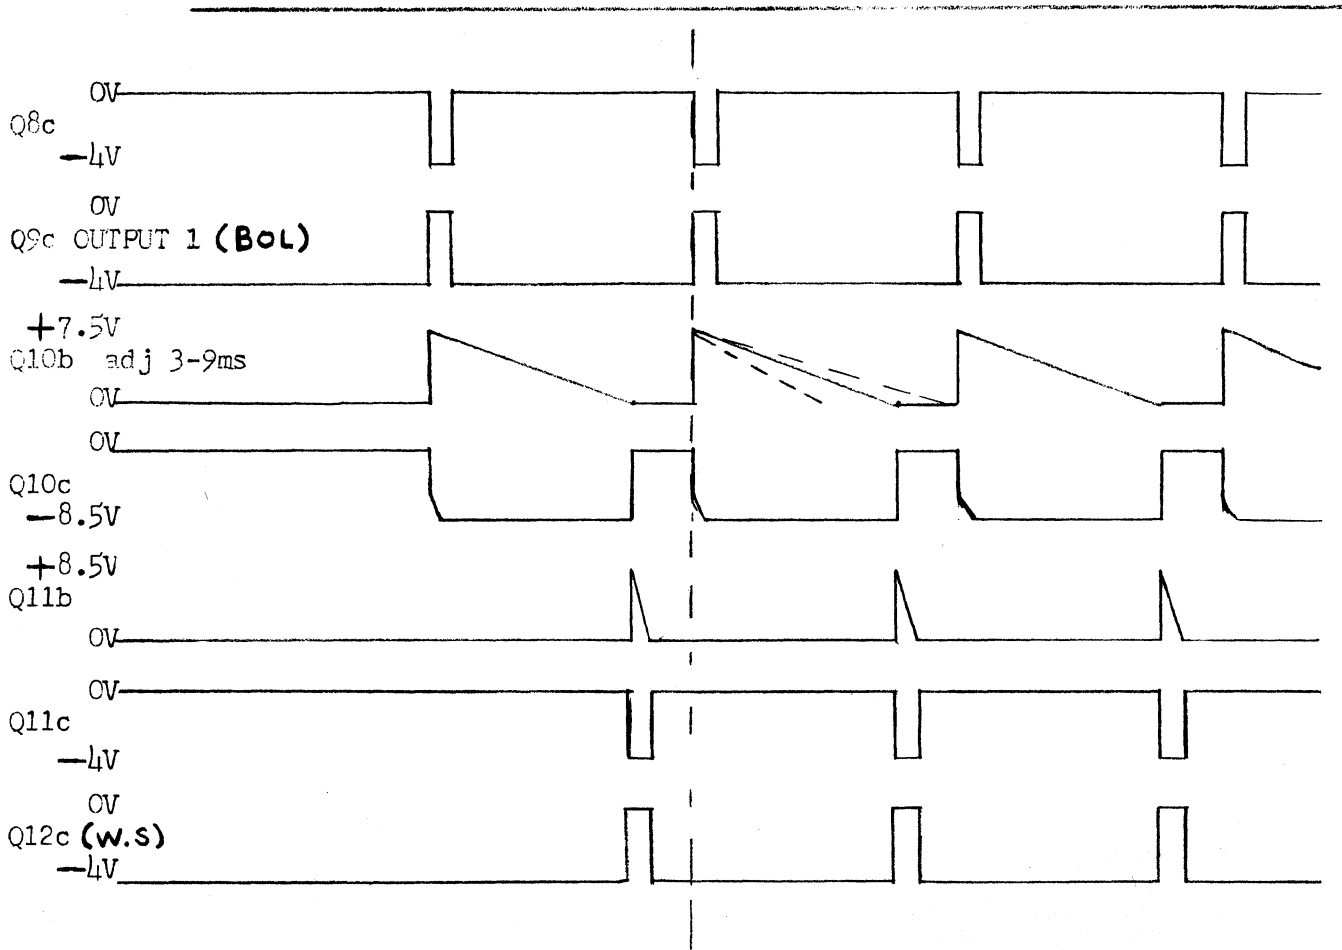 0V
Q8c
-4V
0V
Q9c OUTPUT 1 (BOL)
-4V
+7.5V
Q10b adj 3-9ms
0V
0V
Q10c
-8.5V
+8.5V
Q11b
0V
0V
Q11c
-4V
0V
Q12c (W.S)
-4V